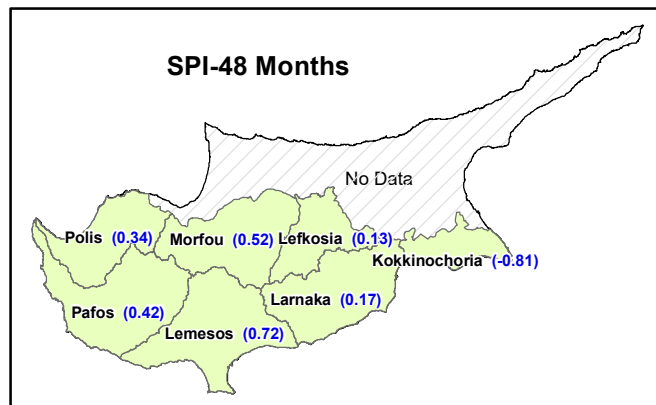 SPI-48 Months
No Data
Polis (0.34)
Morfou (0.52)
Lefkosia (0.13)
Kokkinochoria (-0.81)
Pafos (0.42)
Larnaka (0.17)
Lemesos (0.72)